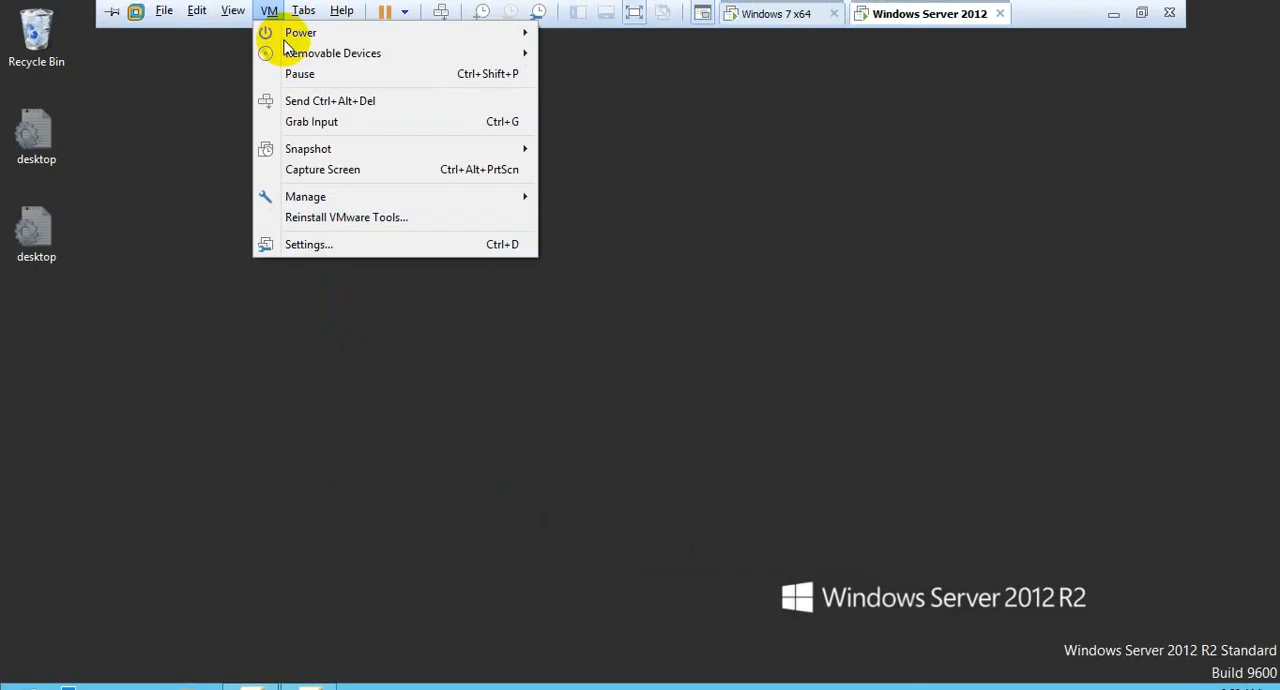 File Edit View VM Tabs Help Windows 7 x64 Windows Server 2012
Recycle Bin
desktop
desktop
Power
Removable Devices
Pause Ctrl+Shift+P
Send Ctrl+Alt+Del
Grab Input Ctrl+G
Snapshot
Capture Screen Ctrl+Alt+PrtScn
Manage
Reinstall VMware Tools...
Settings... Ctrl+D
Windows Server 2012 R2
Windows Server 2012 R2 Standard
Build 9600